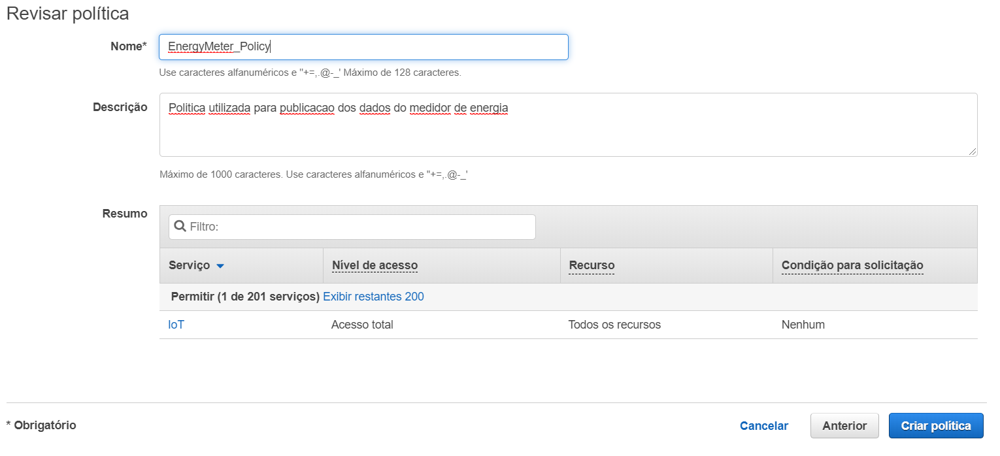 Revisar política
Nome*
EnergyMeter_Policy
Use caracteres alfanuméricos e "+=,.@-_' Máximo de 128 caracteres.
Descrição
Politica utilizada para publicacao dos dados do medidor de energia
Máximo de 1000 caracteres. Use caracteres alfanuméricos e "+=,.@-_'
Resumo
Filtro:
Serviço Nível de acesso Recurso Condição para solicitação
Permitir (1 de 201 serviços) Exibir restantes 200
IoT Acesso total Todos os recursos Nenhum
* Obrigatório Cancelar Anterior Criar política